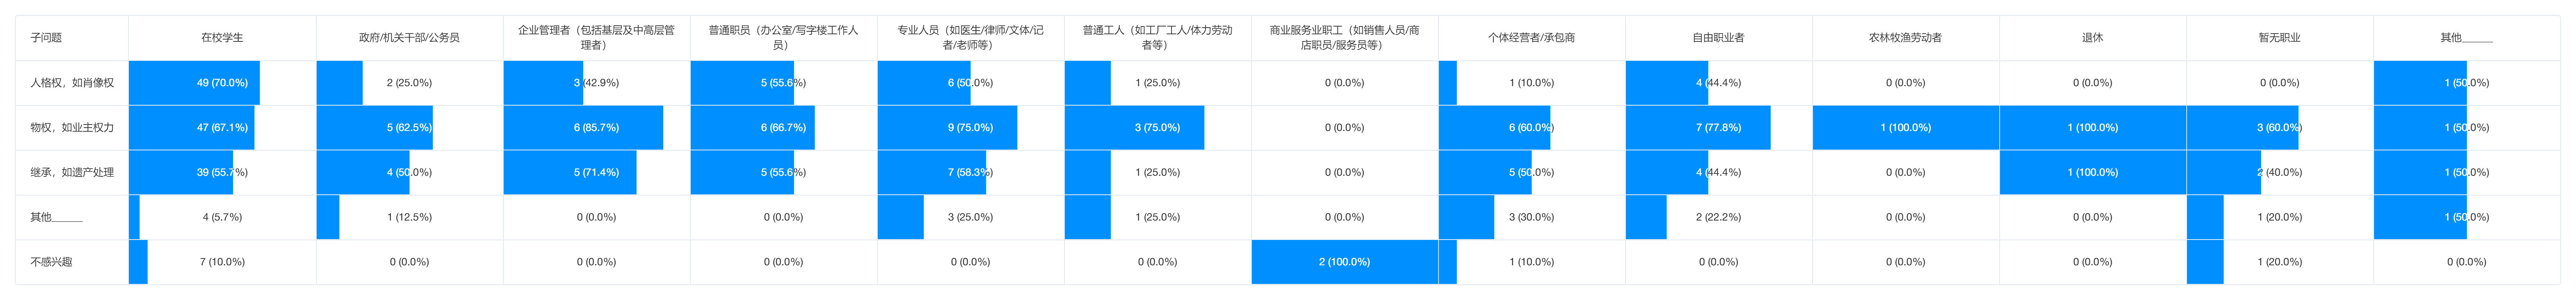 子问题
在校学生
政府/机关干部/公务员
企业管理者（包括基层及中高层管
理者）
普通职员（办公室/写字楼工作人
员）
专业人员（如医生/律师/文体/记
者/老师等）
普通工人（如工厂工人/体力劳动
者等）
商业服务业职工（如销售人员/商
店职员/服务员等）
个体经营者/承包商
自由职业者
农林牧渔劳动者
退休
暂无职业
其他______
人格权，如肖像权
49 (70.0%)
2 (25.0%)
3 (42.9%)
5 (55.6%)
6 (50.0%)
1 (25.0%)
0 (0.0%)
1 (10.0%)
4 (44.4%)
0 (0.0%)
0 (0.0%)
0 (0.0%)
1 (50.0%)
物权，如业主权力
47 (67.1%)
5 (62.5%)
6 (85.7%)
6 (66.7%)
9 (75.0%)
3 (75.0%)
0 (0.0%)
6 (60.0%)
7 (77.8%)
1 (100.0%)
1 (100.0%)
3 (60.0%)
1 (50.0%)
继承，如遗产处理
39 (55.7%)
4 (50.0%)
5 (71.4%)
5 (55.6%)
7 (58.3%)
1 (25.0%)
0 (0.0%)
5 (50.0%)
4 (44.4%)
0 (0.0%)
1 (100.0%)
2 (40.0%)
1 (50.0%)
其他______
4 (5.7%)
1 (12.5%)
0 (0.0%)
0 (0.0%)
3 (25.0%)
1 (25.0%)
0 (0.0%)
3 (30.0%)
2 (22.2%)
0 (0.0%)
0 (0.0%)
1 (20.0%)
1 (50.0%)
不感兴趣
7 (10.0%)
0 (0.0%)
0 (0.0%)
0 (0.0%)
0 (0.0%)
0 (0.0%)
2 (100.0%)
1 (10.0%)
0 (0.0%)
0 (0.0%)
0 (0.0%)
1 (20.0%)
0 (0.0%)